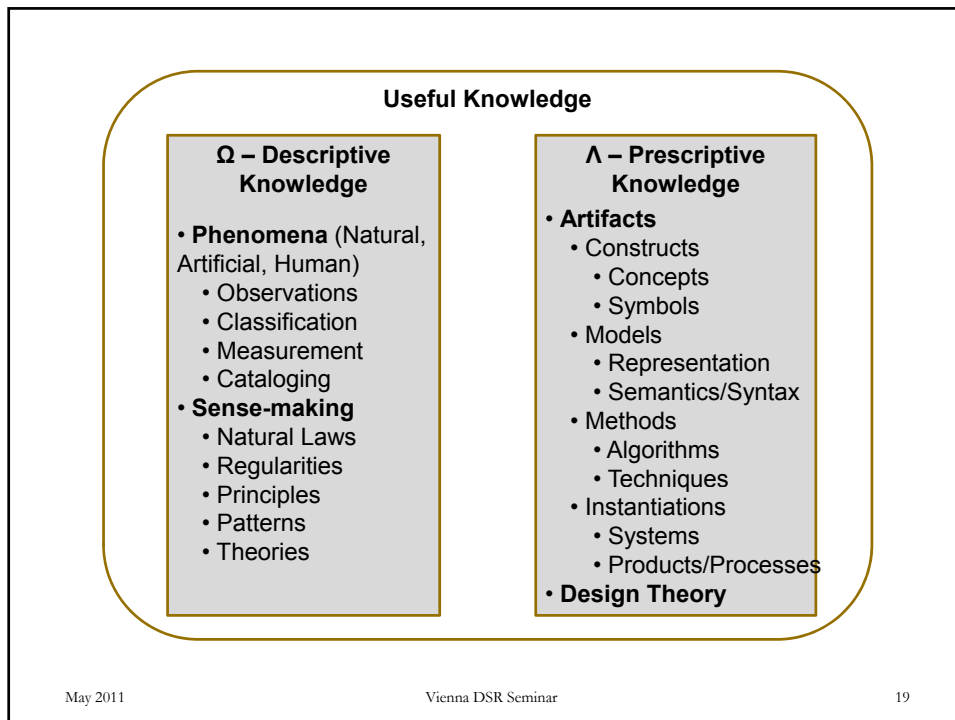 Useful Knowledge
Ω – Descriptive
Knowledge
• Phenomena (Natural,
Artificial, Human)
• Observations
• Classification
• Measurement
• Cataloging
• Sense-making
• Natural Laws
• Regularities
• Principles
• Patterns
• Theories
Λ – Prescriptive
Knowledge
• Artifacts
• Constructs
• Concepts
• Symbols
• Models
• Representation
• Semantics/Syntax
• Methods
• Algorithms
• Techniques
• Instantiations
• Systems
• Products/Processes
• Design Theory
May 2011 Vienna DSR Seminar 19